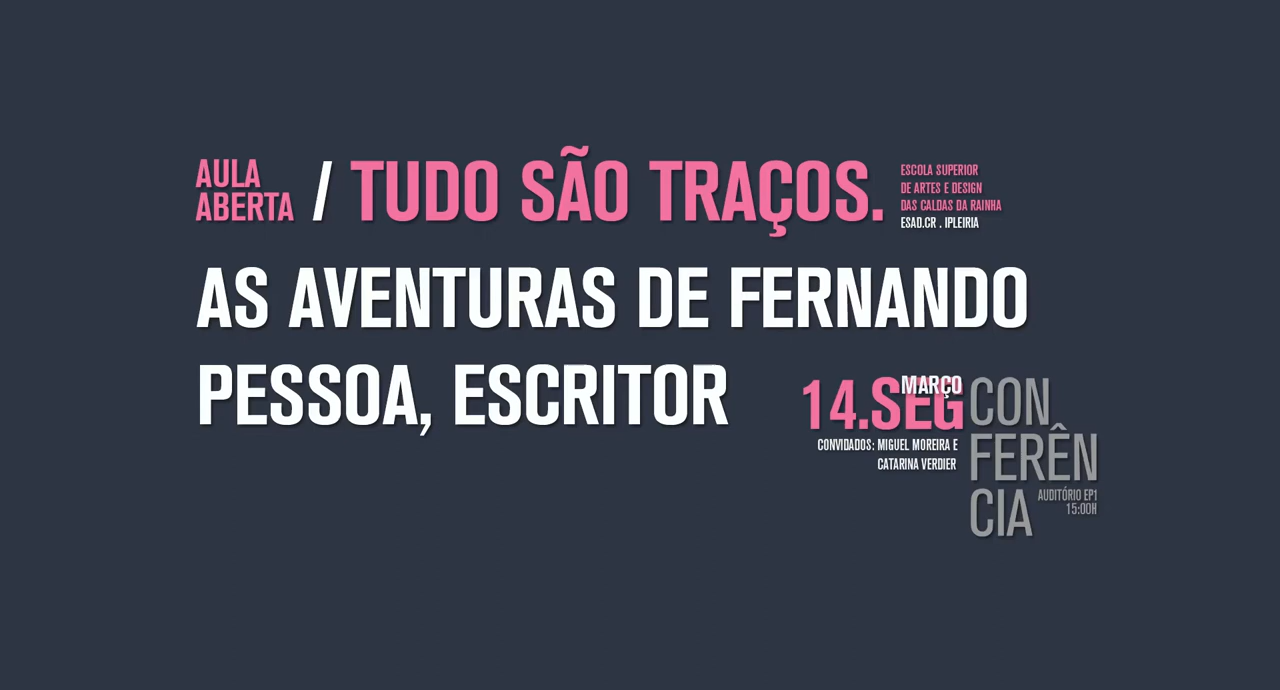 AULA
ABERTA
/ TUDO SÃO TRAÇOS.
ESCOLA SUPERIOR
DE ARTES E DESIGN
DAS CALDAS DA RAINHA
ESAD.CR . IPLEIRIA
AS AVENTURAS DE FERNANDO
PESSOA, ESCRITOR
14.SEG
MARÇO
CONVIDADOS: MIGUEL MOREIRA E
CATARINA VERDIER
CON
FERÊN
CIA
AUDITÓRIO EP1
15:00H